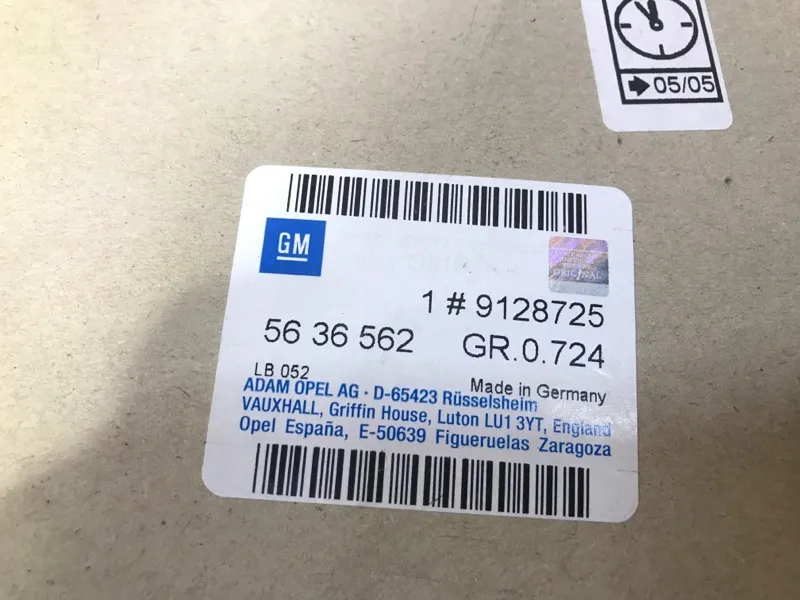 05/05
GM
ORIGINAL
1 # 9128725
56 36 562 GR.0.724
LB 052 Made in Germany
ADAM OPEL AG · D-65423 Rüsselsheim
VAUXHALL, Griffin House, Luton LU1 3YT, England
Opel España, E-50639 Figueruelas Zaragoza